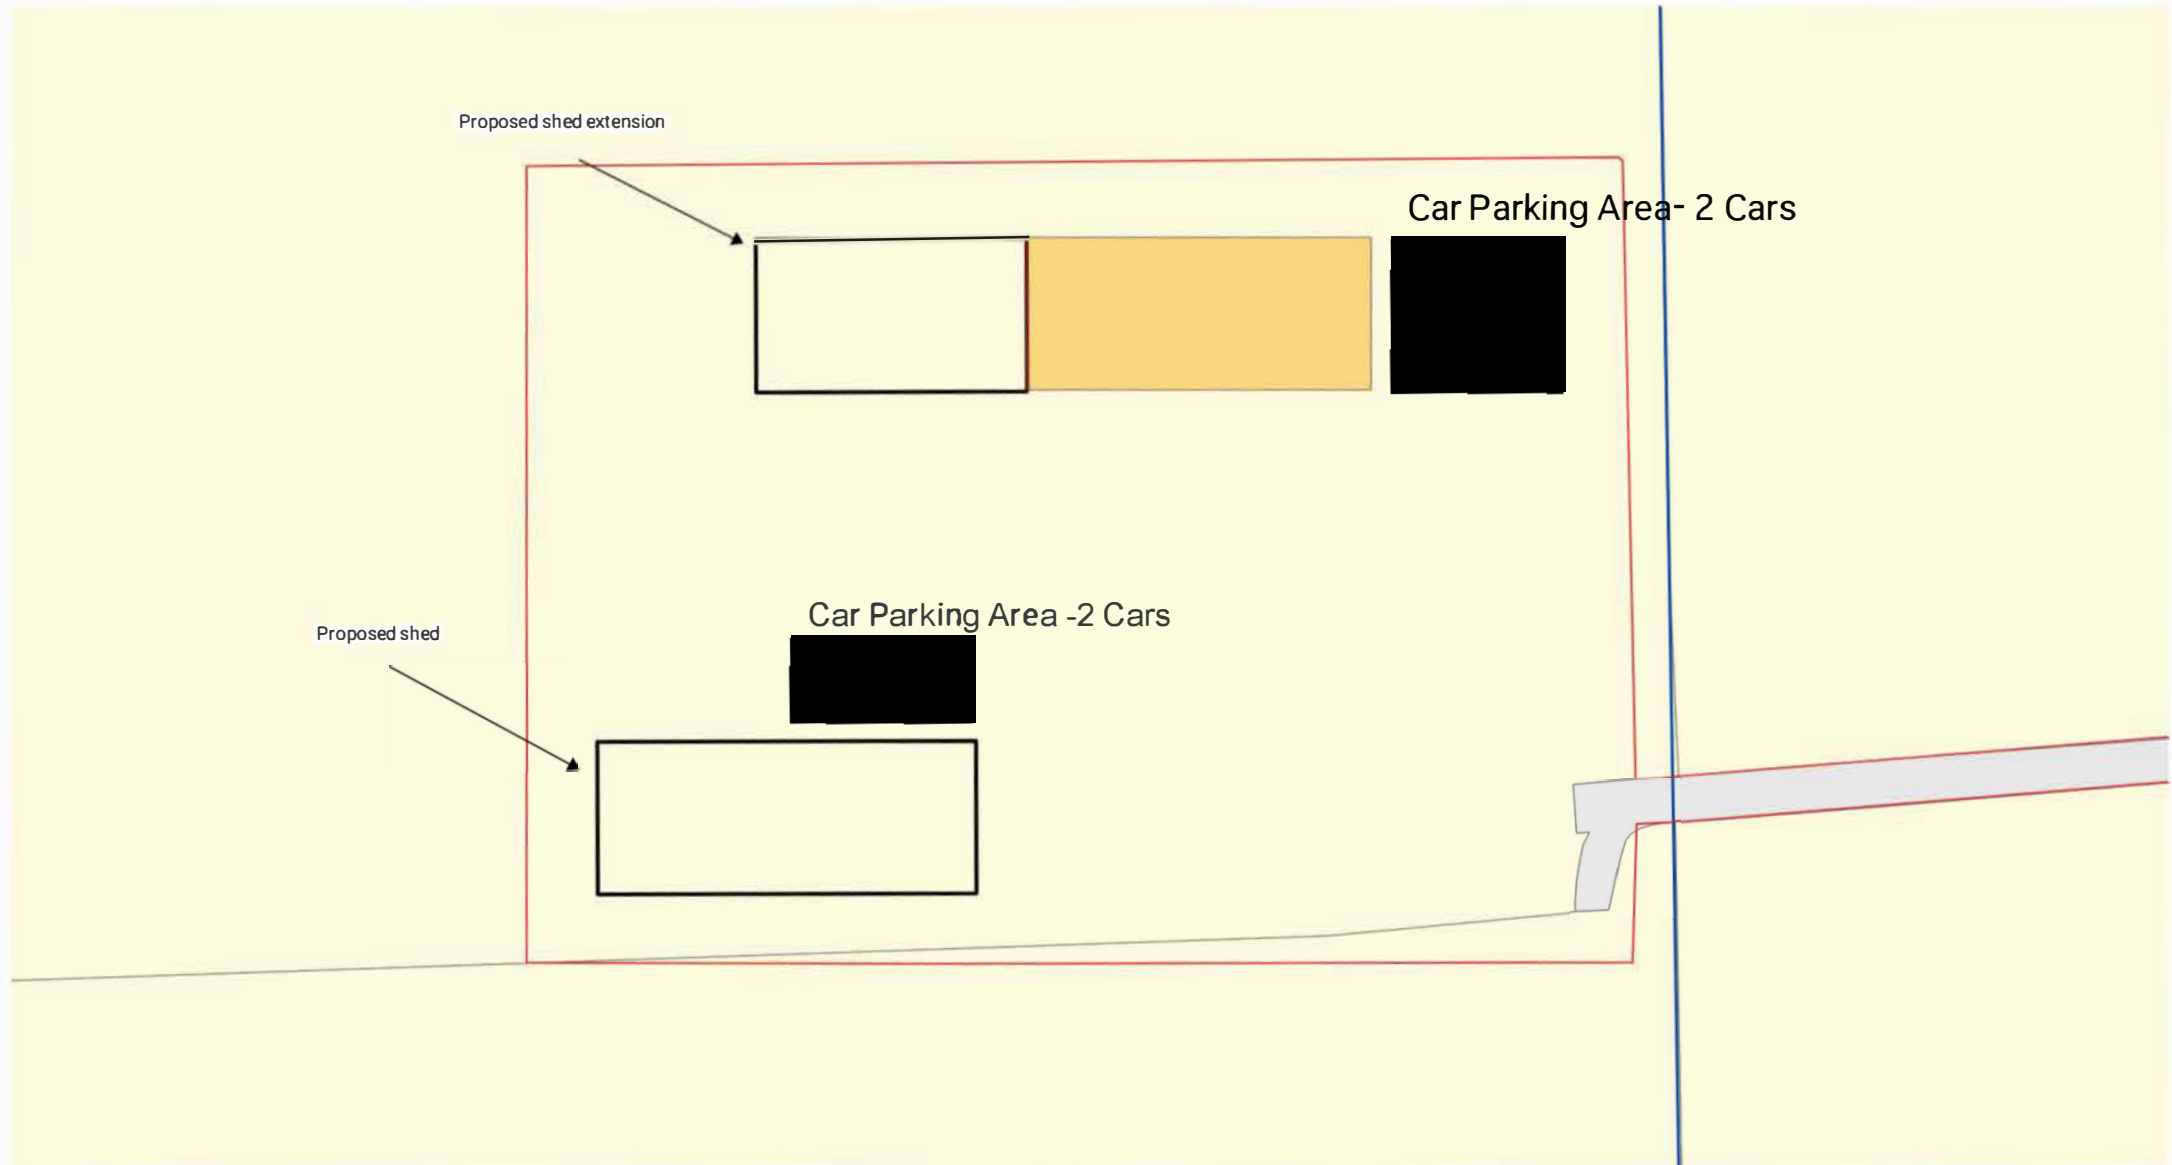 Proposed shed extension
Car Parking Area- 2 Cars
Car Parking Area -2 Cars
Proposed shed